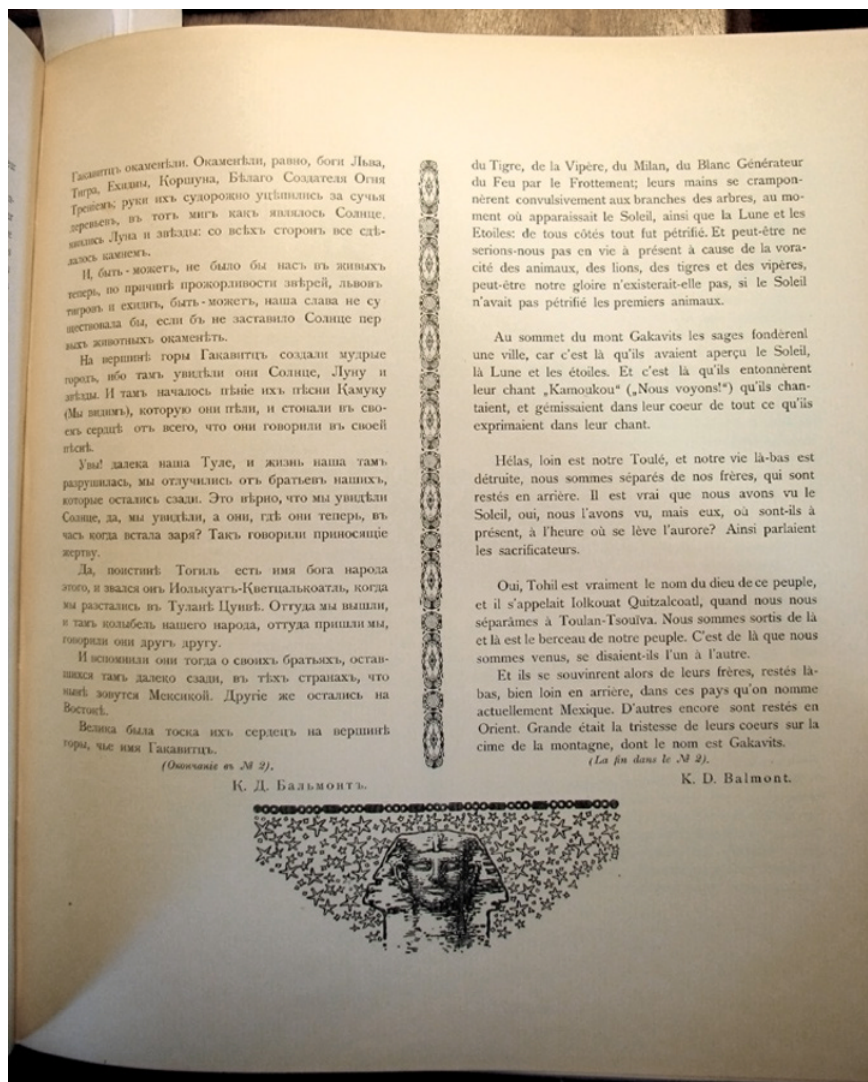 Гакавитцъ окаменѣли. Окаменѣли, равно, боги Льва,
Тигра, Ехидны, Коршуна, Бѣлаго Создателя Огня
Треніемъ; руки ихъ судорожно уцѣпились за сучья
деревьевъ, въ тотъ мигъ какъ являлось Солнце,
явились Луна и звѣзды: со всѣхъ сторонъ все сдѣ-
лалось камнемъ.
И, быть-можетъ, не было бы насъ въ живыхъ
теперь, по причинѣ прожорливости звѣрей, львовъ
тигровъ и ехиднъ, быть-можетъ, наша слава не су
ществовала бы, если бъ не заставило Солнце пер
выхъ животныхъ окаменѣть.
На вершинѣ горы Гакавитцъ создали мудрые
городъ, ибо тамъ увидѣли они Солнце, Луну и
звѣзды. И тамъ началось пѣніе ихъ пѣсни Камуку
(Мы видимъ), которую они пѣли, и стонали въ сво-
ехъ сердцѣ отъ всего, что они говорили въ своей
пѣснѣ.
Увы! далека наша Туле, и жизнь наша тамъ
разрушилась, мы отлучились отъ братьевъ нашихъ,
которые остались сзади. Это вѣрно, что мы увидѣли
Солнце, да, мы увидѣли, а они, гдѣ они теперь, въ
часъ когда встала заря? Такъ говорили приносящіе
жертву.
Да, поистинѣ Тогиль есть имя бога народа
этого, и звался онъ Иолькуатъ-Кветцалькоатль, когда
мы разстались въ Туланѣ Цуивѣ. Оттуда мы вышли,
и тамъ колыбель нашего народа, оттуда пришли мы,
говорили они другъ другу.
И вспомнили они тогда о своихъ братьяхъ, остав-
шихся тамъ далеко сзади, въ тѣхъ странахъ, что
нынѣ зовутся Мексикой. Другіе же остались на
Востокѣ.
Велика была тоска ихъ сердецъ на вершинѣ
горы, чье имя Гакавитцъ.
(Окончаніе въ № 2).
К. Д. Бальмонтъ.
du Tigre, de la Vipère, du Milan, du Blanc Générateur
du Feu par le Frottement; leurs mains se crampon-
nèrent convulsivement aux branches des arbres, au mo-
ment où apparaissait le Soleil, ainsi que la Lune et les
Etoiles: de tous côtés tout fut pétrifié. Et peut-être ne
serions-nous pas en vie à présent à cause de la vora-
cité des animaux, des lions, des tigres et des vipères,
peut-être notre gloire n'existerait-elle pas, si le Soleil
n'avait pas pétrifié les premiers animaux.
Au sommet du mont Gakavits les sages fondèrenl
une ville, car c'est là qu'ils avaient aperçu le Soleil,
là Lune et les étoiles. Et c'est là qu'ils entonnèrent
leur chant „Kamoukou“ („Nous voyons!“) qu'ils chan-
taient, et gémissaient dans leur coeur de tout ce qu'ils
exprimaient dans leur chant.
Hélas, loin est notre Toulé, et notre vie là-bas est
détruite, nous sommes séparés de nos frères, qui sont
restés en arrière. Il est vrai que nous avons vu le
Soleil, oui, nous l'avons vu, mais eux, où sont-ils à
présent, à l'heure où se lève l'aurore? Ainsi parlaient
les sacrificateurs.
Oui, Tohil est vraiment le nom du dieu de ce peuple,
et il s'appelait Iolkouat Quitzalcoatl, quand nous nous
séparâmes à Toulan-Tsouïva. Nous sommes sortis de là
et là est le berceau de notre peuple. C'est de là que nous
sommes venus, se disaient-ils l'un à l'autre.
Et ils se souvinrent alors de leurs frères, restés là-
bas, bien loin en arrière, dans ces pays qu'on nomme
actuellement Mexique. D'autres encore sont restés en
Orient. Grande était la tristesse de leurs coeurs sur la
cime de la montagne, dont le nom est Gakavits.
(La fin dans le № 2).
K. D. Balmont.